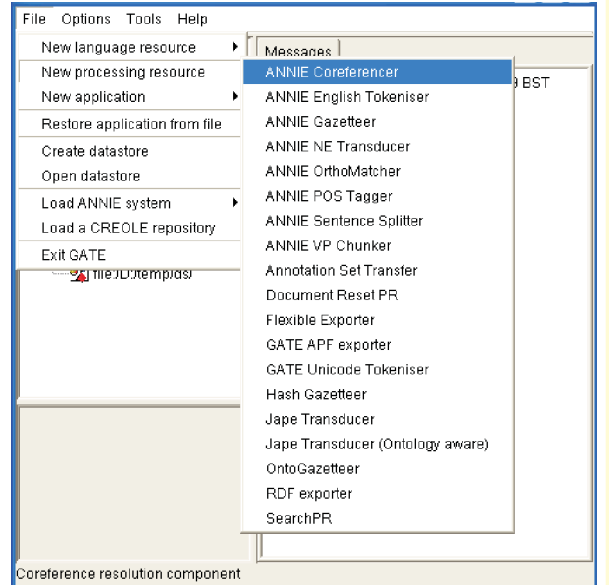 File Options Tools Help
New language resource
New processing resource
New application
Restore application from file
Create datastore
Open datastore
Load ANNIE system
Load a CREOLE repository
Exit GATE
file:/D:/temp/ds/
Messages
BST
ANNIE Coreferencer
ANNIE English Tokeniser
ANNIE Gazetteer
ANNIE NE Transducer
ANNIE OrthoMatcher
ANNIE POS Tagger
ANNIE Sentence Splitter
ANNIE VP Chunker
Annotation Set Transfer
Document Reset PR
Flexible Exporter
GATE APF exporter
GATE Unicode Tokeniser
Hash Gazetteer
Jape Transducer
Jape Transducer (Ontology aware)
OntoGazetteer
RDF exporter
SearchPR
Coreference resolution component